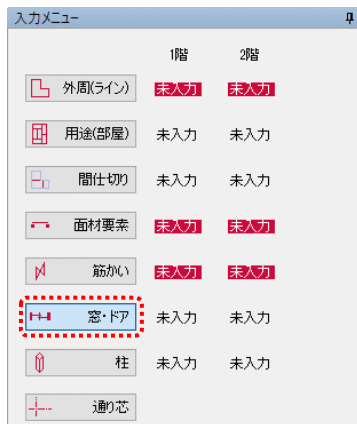 入力メニュー
1階 2階
外周(ライン) 未入力 未入力
用途(部屋) 未入力 未入力
間仕切り 未入力 未入力
面材要素 未入力 未入力
筋かい 未入力 未入力
窓・ドア 未入力 未入力
柱 未入力 未入力
通り芯